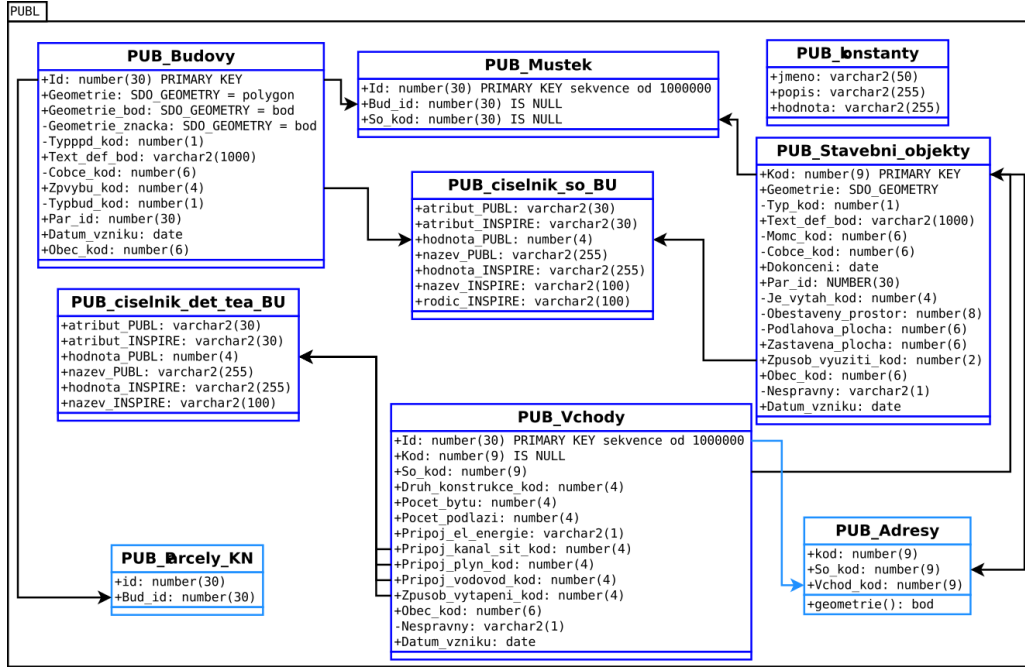 PUBL
PUB_Budovy
+Id: number(30) PRIMARY KEY
+Geometrie: SDO_GEOMETRY = polygon
+Geometrie_bod: SDO_GEOMETRY = bod
-Geometrie_znacka: SDO_GEOMETRY = bod
-Typppd_kod: number(1)
+Text_def_bod: varchar2(1000)
-Cobce_kod: number(6)
+Zpvybu_kod: number(4)
-Typbud_kod: number(1)
+Par_id: number(30)
+Datum_vzniku: date
+Obec_kod: number(6)
PUB_Mustek
+Id: number(30) PRIMARY KEY sekvence od 1000000
+Bud_id: number(30) IS NULL
+So_kod: number(30) IS NULL
PUB_konstanty
+jmeno: varchar2(50)
+popis: varchar2(255)
+hodnota: varchar2(255)
PUB_Stavebni_objekty
+Kod: number(9) PRIMARY KEY
+Geometrie: SDO_GEOMETRY
-Typ_kod: number(1)
+Text_def_bod: varchar2(1000)
-Momc_kod: number(6)
-Cobce_kod: number(6)
+Dokonceni: date
+Par_id: NUMBER(30)
-Je_vytah_kod: number(4)
-Obestaveny_prostor: number(8)
-Podlahova_plocha: number(6)
+Zastavena_plocha: number(6)
+Zpusob_vyuziti_kod: number(2)
+Obec_kod: number(6)
-Nespravny: varchar2(1)
+Datum_vzniku: date
PUB_ciselnik_so_BU
+atribut_PUBL: varchar2(30)
+atribut_INSPIRE: varchar2(30)
+hodnota_PUBL: number(4)
+nazev_PUBL: varchar2(255)
+hodnota_INSPIRE: varchar2(255)
+nazev_INSPIRE: varchar2(100)
+rodic_INSPIRE: varchar2(100)
PUB_ciselnik_det_tea_BU
+atribut_PUBL: varchar2(30)
+atribut_INSPIRE: varchar2(30)
+hodnota_PUBL: number(4)
+nazev_PUBL: varchar2(255)
+hodnota_INSPIRE: varchar2(255)
+nazev_INSPIRE: varchar2(100)
PUB_Vchody
+Id: number(30) PRIMARY KEY sekvence od 1000000
+Kod: number(9) IS NULL
+So_kod: number(9)
+Druh_konstrukce_kod: number(4)
+Pocet_bytu: number(4)
+Pocet_podlazi: number(4)
+Pripoj_el_energie: varchar2(1)
+Pripoj_kanal_sit_kod: number(4)
+Pripoj_plyn_kod: number(4)
+Pripoj_vodovod_kod: number(4)
+Zpusob_vytapeni_kod: number(4)
+Obec_kod: number(6)
-Nespravny: varchar2(1)
+Datum_vzniku: date
PUB_Parcely_KN
+id: number(30)
+Bud_id: number(30)
PUB_Adresy
+kod: number(9)
+So_kod: number(9)
+Vchod_kod: number(9)
+geometrie(): bod